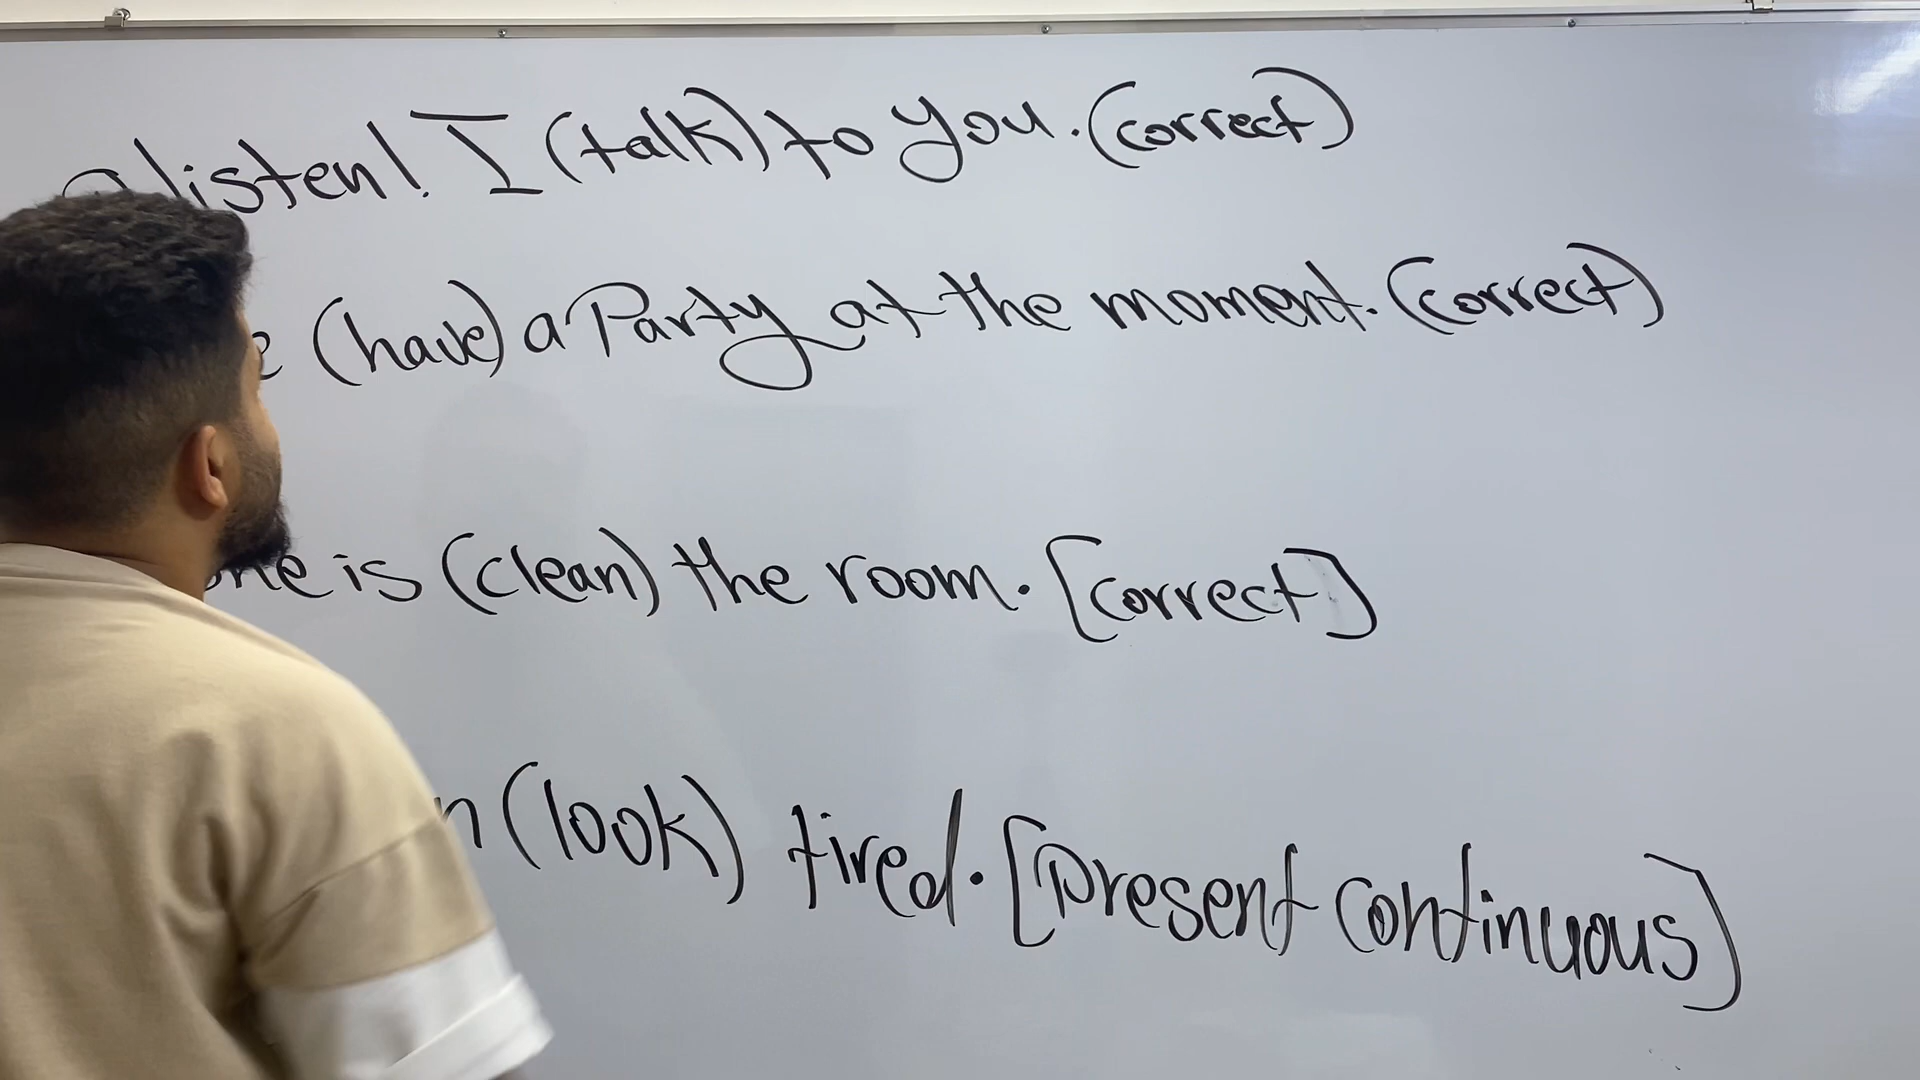 listen! I (talk) to you. (correct)
(have) a Party at the moment. (correct)
is (clean) the room. [correct]
(look) tired. [present continuous]